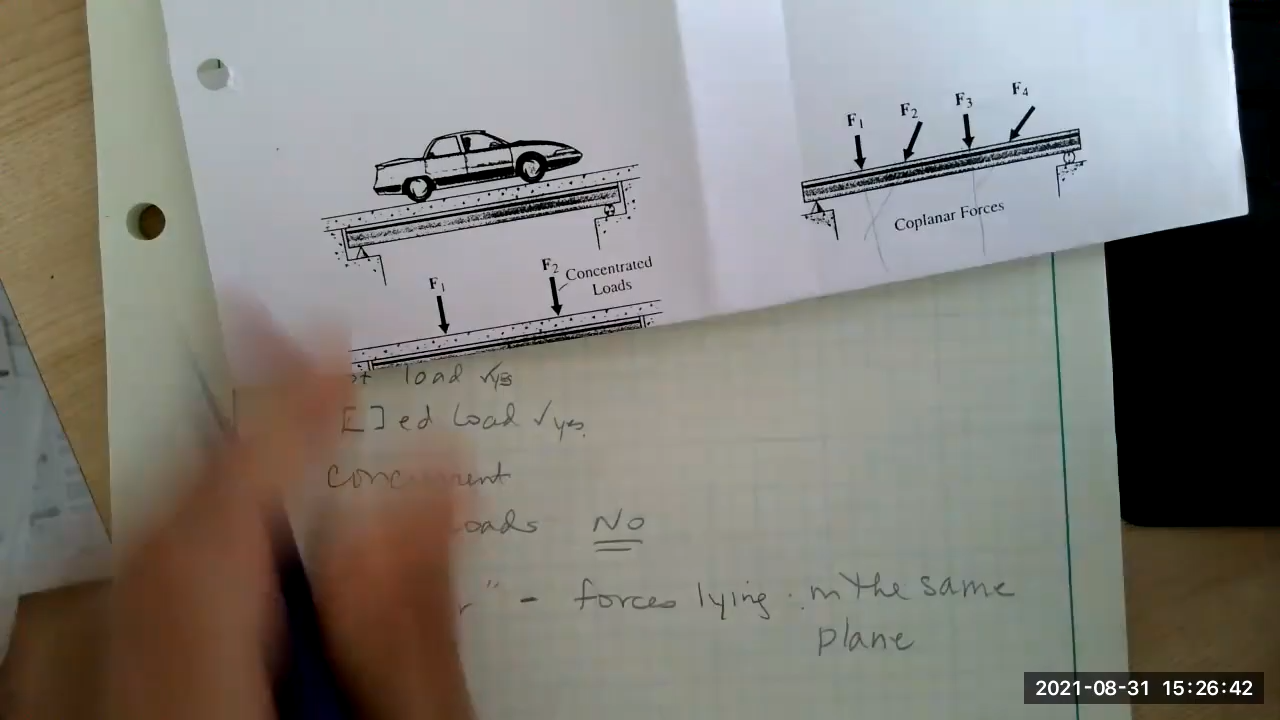 F1
F2
F3
F4
Coplanar Forces
F1
F2
Concentrated
Loads
load √yes
[ ]ed load √yes.
concurrent
oads NO
r" - forces lying in the same
plane
2021-08-31 15:26:42